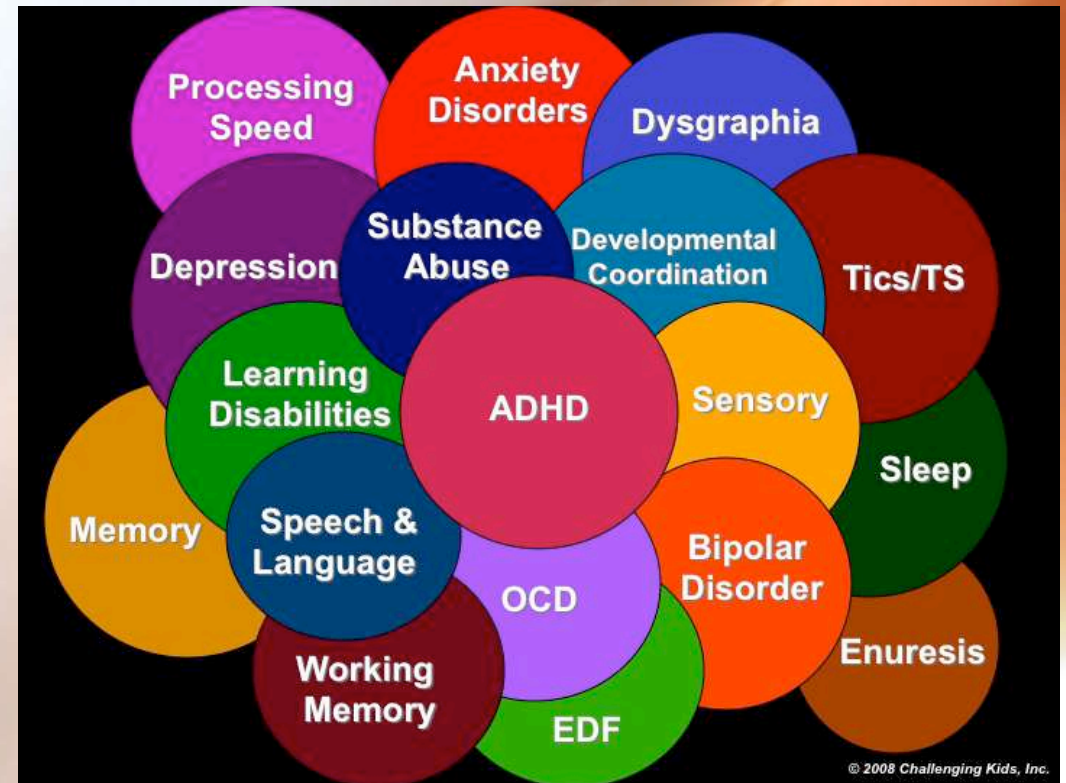 Processing
Speed
Anxiety
Disorders
Dysgraphia
Depression
Substance
Abuse
Developmental
Coordination
Tics/TS
Learning
Disabilities
ADHD
Sensory
Sleep
Memory
Speech &
Language
OCD
Bipolar
Disorder
Enuresis
Working
Memory
EDF
© 2008 Challenging Kids, Inc.